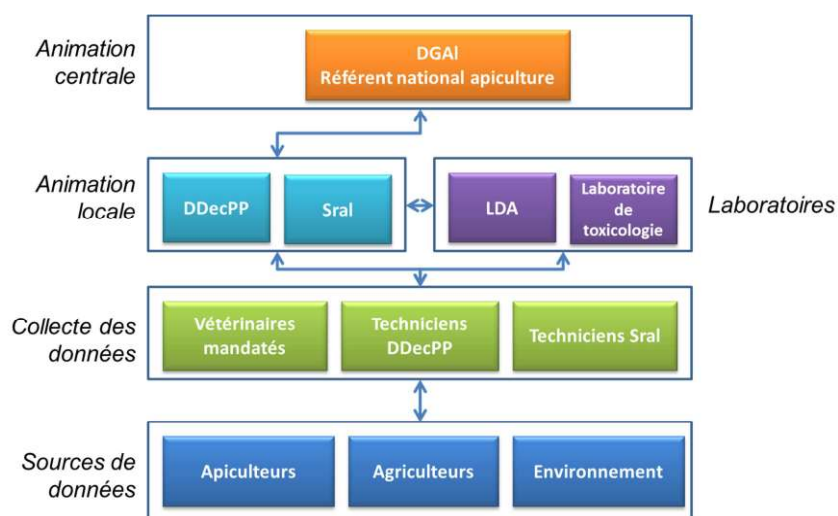 Animation
centrale
DGAl
Référent national apiculture
Animation
locale
DDecPP
Sral
LDA
Laboratoire
de
toxicologie
Laboratoires
Collecte des
données
Vétérinaires
mandatés
Techniciens
DDecPP
Techniciens Sral
Sources de
données
Apiculteurs
Agriculteurs
Environnement